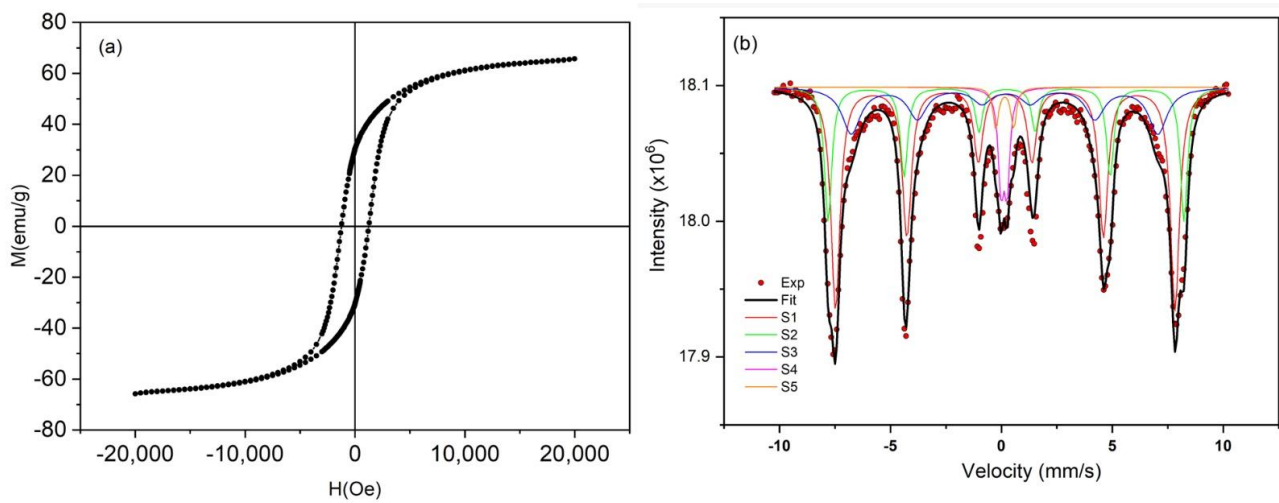 (a)
M(emu/g)
80
60
40
20
0
-20
-40
-60
-80
-20,000 -10,000 0 10,000 20,000
H(Oe)
(b)
Intensity (x10⁶)
18.1
18.0
17.9
Exp
Fit
S1
S2
S3
S4
S5
-10 -5 0 5 10
Velocity (mm/s)